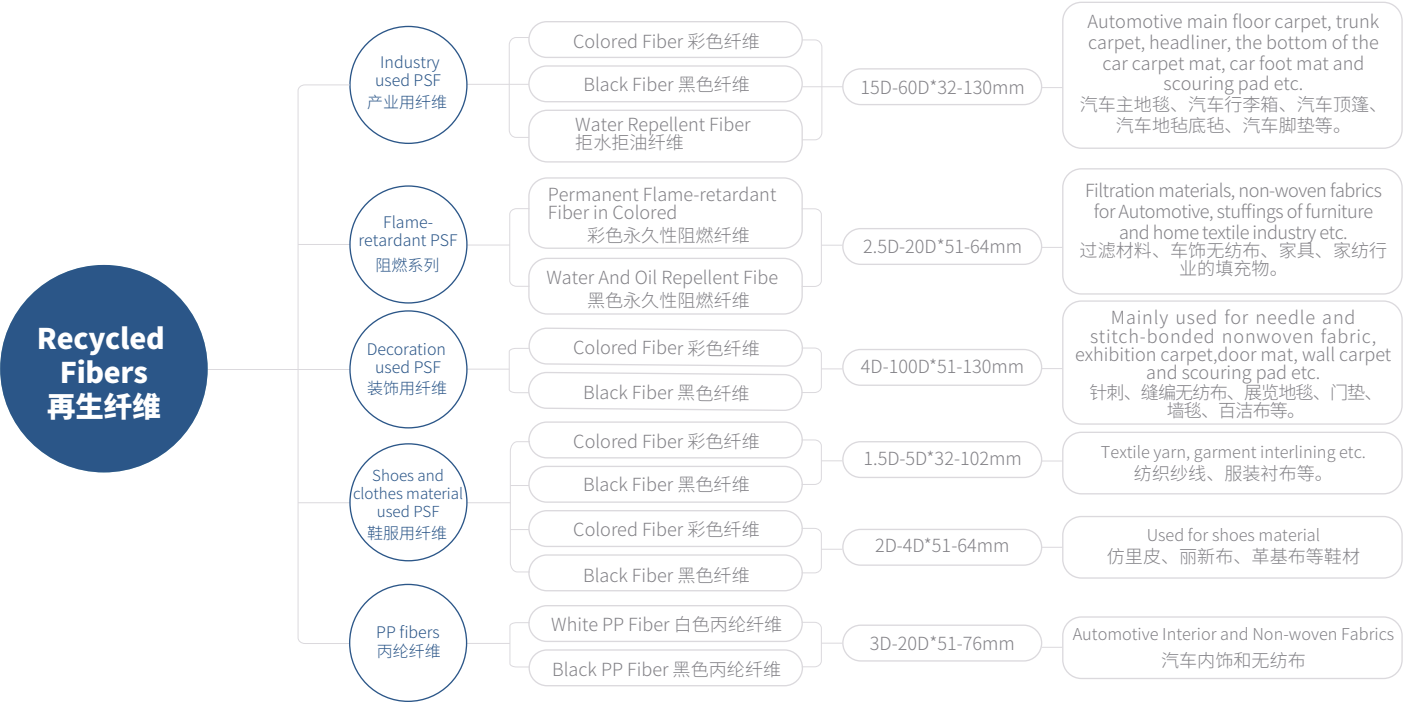 Recycled
Fibers
再生纤维
Industry
used PSF
产业用纤维
Colored Fiber 彩色纤维
Black Fiber 黑色纤维
Water Repellent Fiber
拒水拒油纤维
15D-60D*32-130mm
Automotive main floor carpet, trunk
carpet, headliner, the bottom of the
car carpet mat, car foot mat and
scouring pad etc.
汽车主地毯、汽车行李箱、汽车顶篷、
汽车地毡底毡、汽车脚垫等。
Flame-
retardant PSF
阻燃系列
Permanent Flame-retardant
Fiber in Colored
彩色永久性阻燃纤维
Water And Oil Repellent Fibe
黑色永久性阻燃纤维
2.5D-20D*51-64mm
Filtration materials, non-woven fabrics
for Automotive, stuffings of furniture
and home textile industry etc.
过滤材料、车饰无纺布、家具、家纺行
业的填充物。
Decoration
used PSF
装饰用纤维
Colored Fiber 彩色纤维
Black Fiber 黑色纤维
4D-100D*51-130mm
Mainly used for needle and
stitch-bonded nonwoven fabric,
exhibition carpet,door mat, wall carpet
and scouring pad etc.
针刺、缝编无纺布、展览地毯、门垫、
墙毯、百洁布等。
Shoes and
clothes material
used PSF
鞋服用纤维
Colored Fiber 彩色纤维
Black Fiber 黑色纤维
1.5D-5D*32-102mm
Textile yarn, garment interlining etc.
纺织纱线、服装衬布等。
Colored Fiber 彩色纤维
Black Fiber 黑色纤维
2D-4D*51-64mm
Used for shoes material
仿里皮、丽新布、革基布等鞋材
PP fibers
丙纶纤维
White PP Fiber 白色丙纶纤维
Black PP Fiber 黑色丙纶纤维
3D-20D*51-76mm
Automotive Interior and Non-woven Fabrics
汽车内饰和无纺布